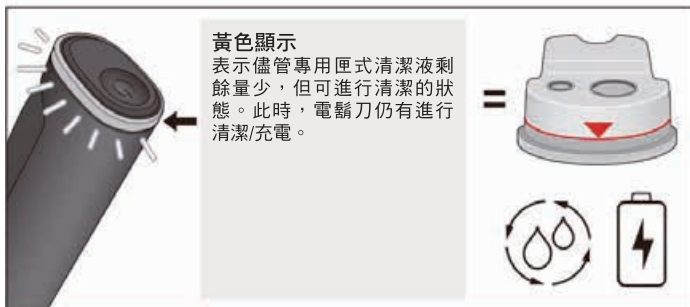 黃色顯示
表示儘管專用匣式清潔液剩
餘量少，但可進行清潔的狀
態。此時，電鬍刀仍有進行
清潔/充電。